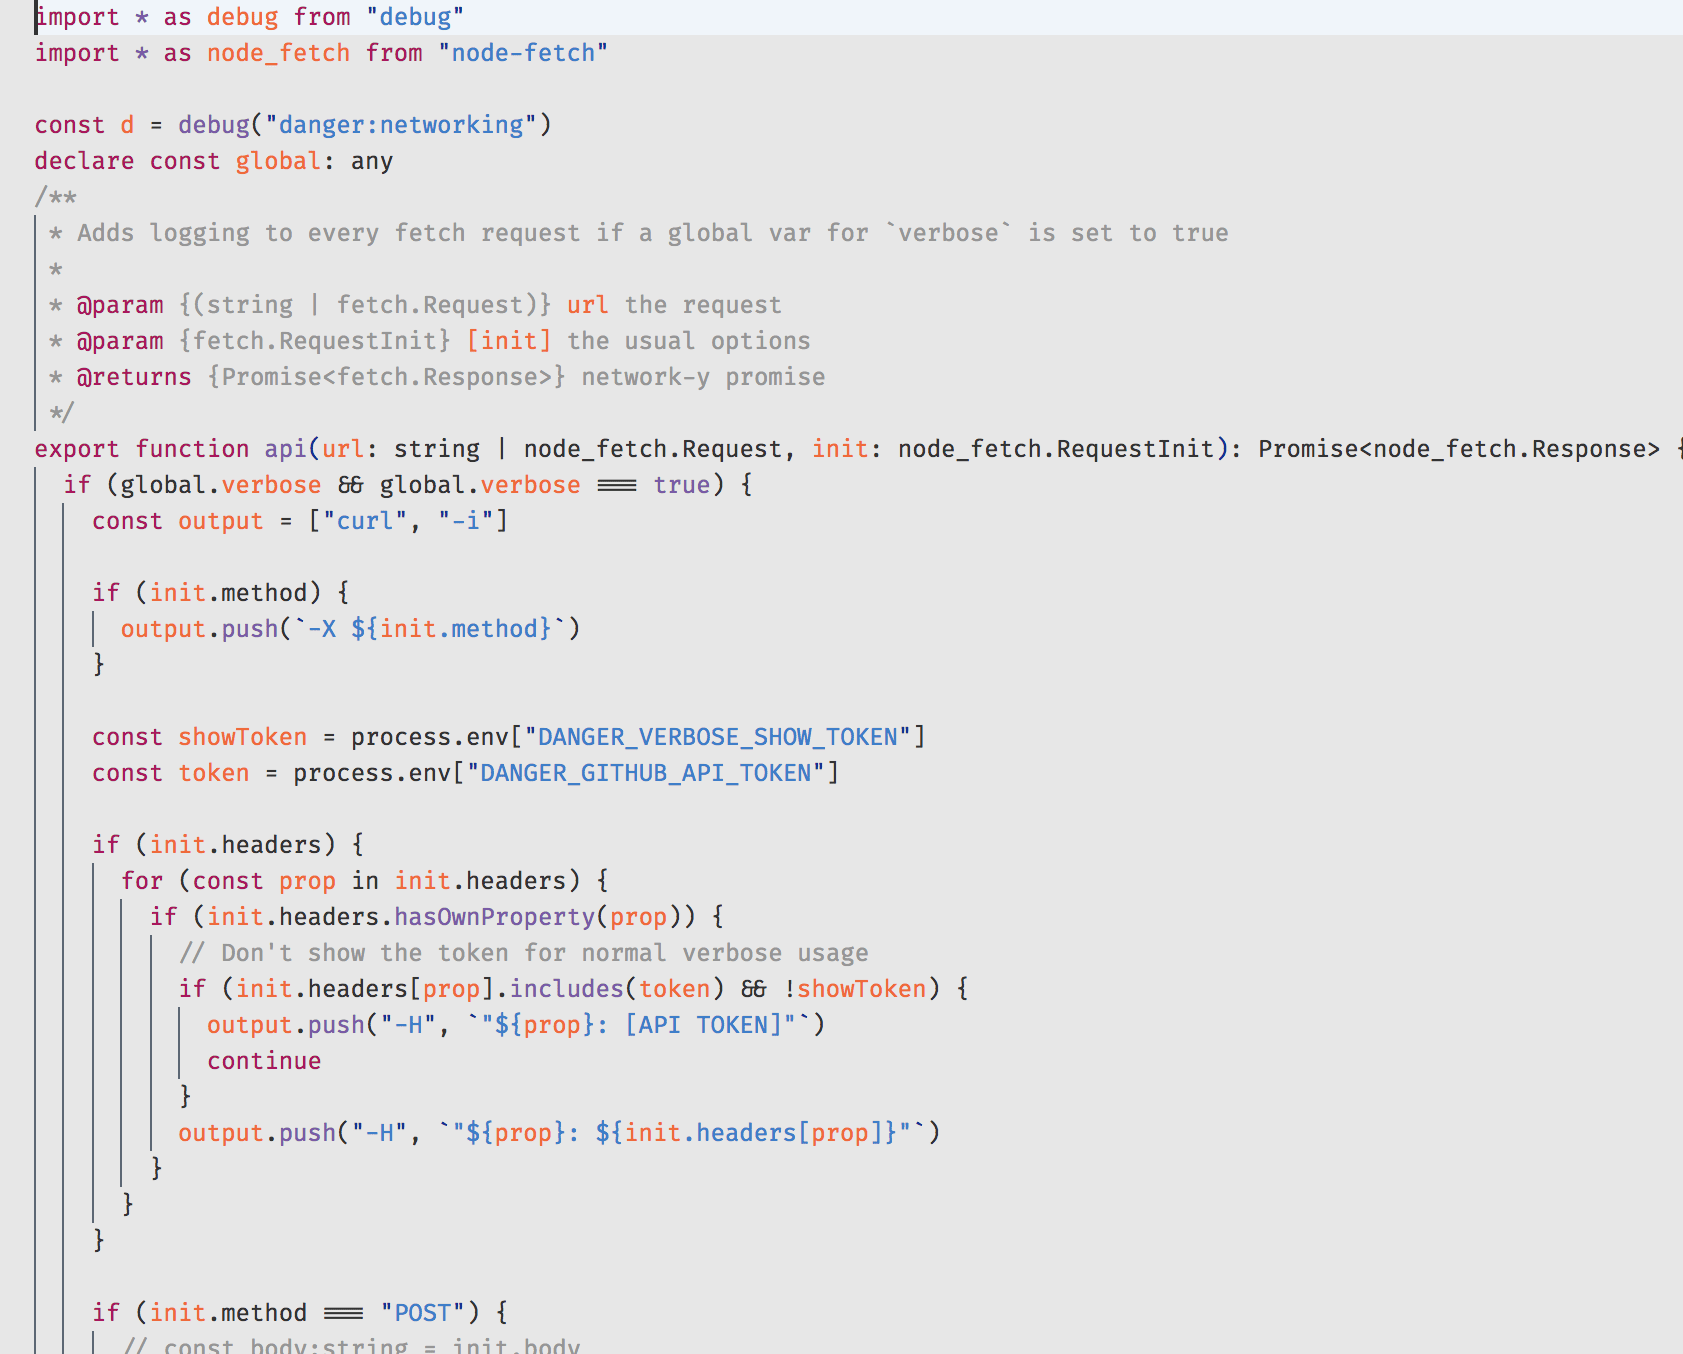 import * as debug from "debug"
import * as node_fetch from "node-fetch"
const d = debug("danger:networking")
declare const global: any
/**
* Adds logging to every fetch request if a global var for `verbose` is set to true
*
* @param {(string | fetch.Request)} url the request
* @param {fetch.RequestInit} [init] the usual options
* @returns {Promise<fetch.Response>} network-y promise
*/
export function api(url: string | node_fetch.Request, init: node_fetch.RequestInit): Promise<node_fetch.Response> {
if (global.verbose && global.verbose === true) {
const output = ["curl", "-i"]
if (init.method) {
output.push(`-X ${init.method}`)
}
const showToken = process.env["DANGER_VERBOSE_SHOW_TOKEN"]
const token = process.env["DANGER_GITHUB_API_TOKEN"]
if (init.headers) {
for (const prop in init.headers) {
if (init.headers.hasOwnProperty(prop)) {
// Don't show the token for normal verbose usage
if (init.headers[prop].includes(token) && !showToken) {
output.push("-H", `"${prop}: [API TOKEN]"`)
continue
}
output.push("-H", `"${prop}: ${init.headers[prop]}"`)
}
}
}
if (init.method === "POST") {
// const body:string = init.body